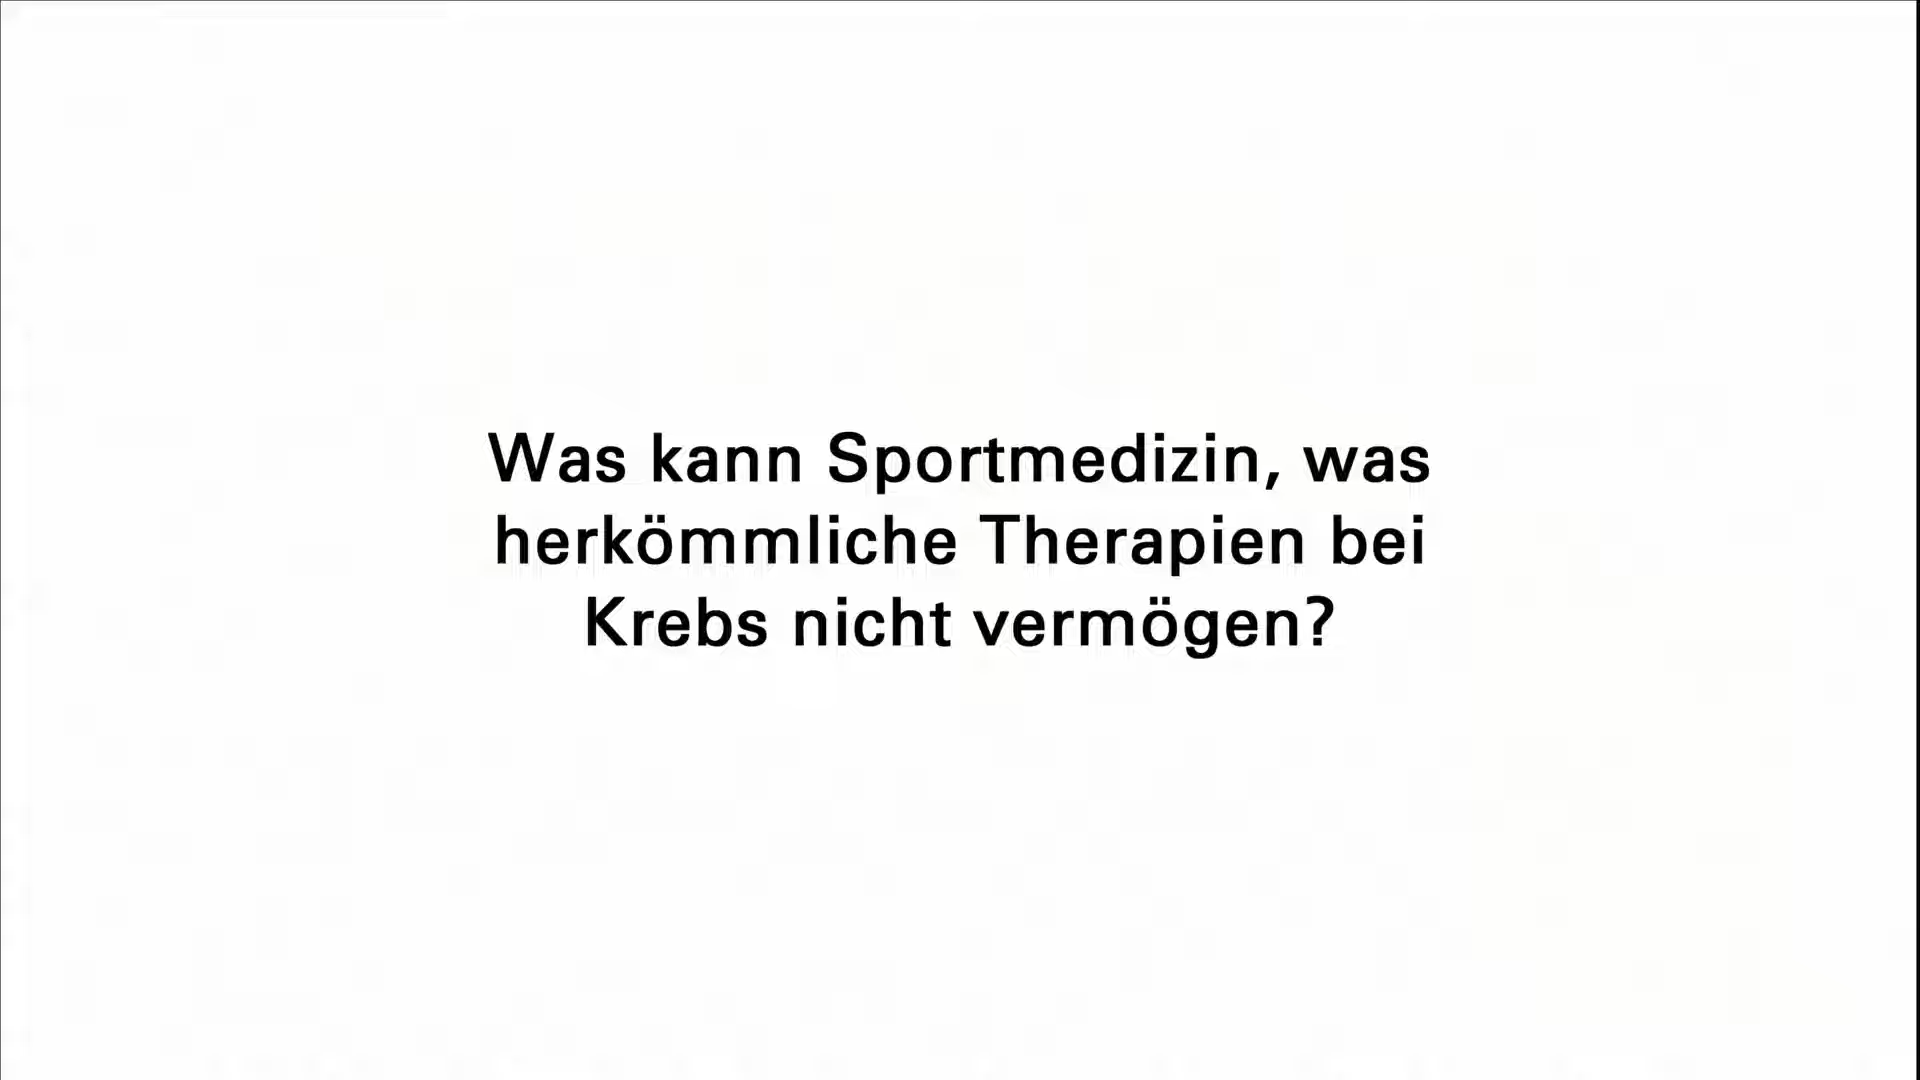 Was kann Sportmedizin, was
herkömmliche Therapien bei
Krebs nicht vermögen?